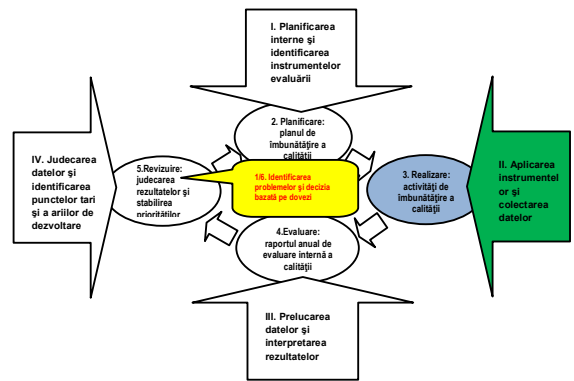 I. Planificarea
interne şi
identificarea
instrumentelor
evaluării
2. Planificare:
planul de
îmbunătăţire a
calităţii
IV. Judecarea
datelor şi
identificarea
punctelor tari
şi a ariilor de
dezvoltare
5.Revizuire:
judecarea
rezultatelor şi
stabilirea
priorităţilor
1/6. Identificarea
problemelor şi decizia
bazată pe dovezi
3. Realizare:
activităţi de
îmbunătăţire a
calităţii
II. Aplicarea
instrumentel
or şi
colectarea
datelor
4.Evaluare:
raportul anual de
evaluare internă a
calităţii
III. Prelucarea
datelor şi
interpretarea
rezultatelor